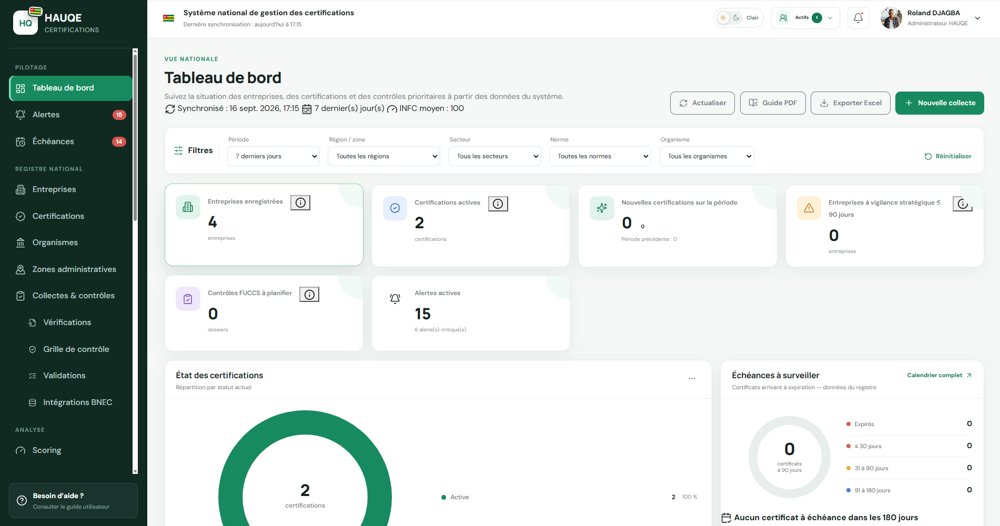 HQ
HAUQE
CERTIFICATIONS
PILOTAGE
Tableau de bord
Alertes 15
Échéances 14
REGISTRE NATIONAL
Entreprises
Certifications
Organismes
Zones administratives
Collectes & contrôles
Vérifications
Grille de contrôle
Validations
Intégrations BNEC
ANALYSE
Scoring
Besoin d’aide ?
Consulter le guide utilisateur
Système national de gestion des certifications
Dernière synchronisation : aujourd’hui à 17:15
Clair
Actifs 1
Roland DJAGBA
Administrateur HAUQE
VUE NATIONALE
Tableau de bord
Suivez la situation des entreprises, des certifications et des contrôles prioritaires à partir des données du système.
Synchronisé : 16 sept. 2026, 17:15 7 dernier(s) jour(s) INFC moyen : 100
Actualiser
Guide PDF
Exporter Excel
Nouvelle collecte
Filtres
Période
7 derniers jours
Région / zone
Toutes les régions
Secteur
Tous les secteurs
Norme
Toutes les normes
Organisme
Tous les organismes
Réinitialiser
Entreprises enregistrées
4
entreprises
Certifications actives
2
certifications
Nouvelles certifications sur la période
0 0
Période précédente : 0
Entreprises à vigilance stratégique ≤
90 jours
0
entreprises
Contrôles FUCCS à planifier
0
dossiers
Alertes actives
15
6 alerte(s) critique(s)
État des certifications
Répartition par statut actuel
2
certifications
Active 2 100 %
Échéances à surveiller
Calendrier complet
Certificats arrivant à expiration — données du registre
0
certificats
à 90 jours
Expirés 0
≤ 30 jours 0
31 à 90 jours 0
91 à 180 jours 0
Aucun certificat à échéance dans les 180 jours